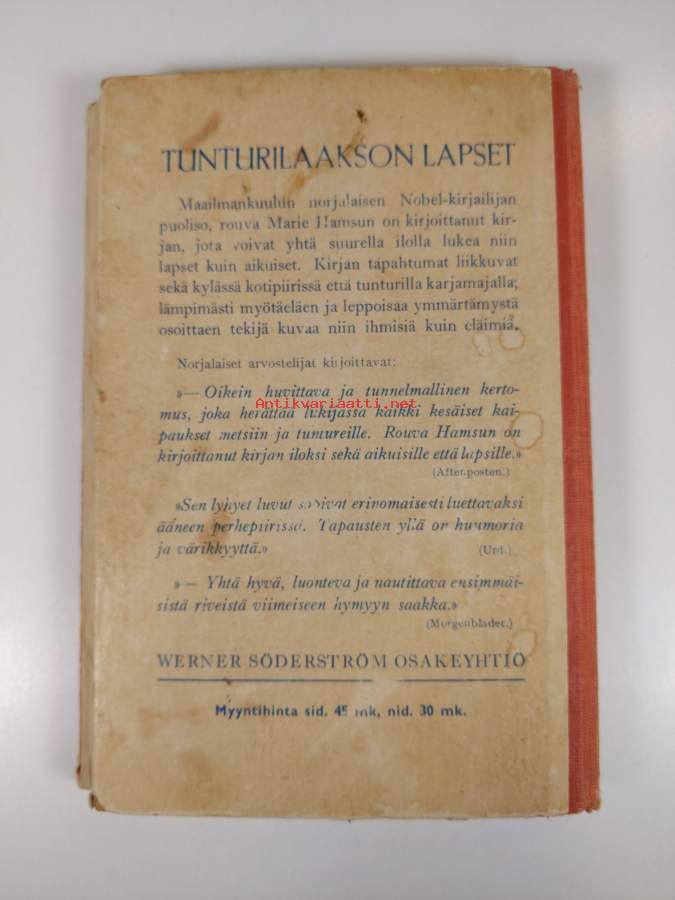 TUNTURILAAKSON LAPSET
Maailmankuulun norjalaisen Nobel-kirjailijan
puoliso, rouva Marie Hamsun on kirjoittanut kir-
jan, jota voivat yhtä suurella ilolla lukea niin
lapset kuin aikuiset. Kirjan tapahtumat liikkuvat
sekä kylässä kotipiirissä että tunturilla karjamajalla;
lämpimästi myötäeläen ja leppoisaa ymmärtämystä
osoittaen tekijä kuvaa niin ihmisiä kuin eläimiä.
Norjalaiset arvostelijat kirjoittavat:
»— Oikein huvittava ja tunnelmallinen kerto-
Antikvariaatti.net
mus, joka herättää lukijassa kaikki kesäiset kai-
paukset metsiin ja tuntureille. Rouva Hamsun on
kirjoittanut kirjan iloksi sekä aikuisille että lapsille.»
(Aftenposten.)
»Sen lyhyet luvut sopivat erinomaisesti luettavaksi
ääneen perhepiirissä. Tapausten yllä on huumoria
ja värikkyyttä.»
(Urd.)
»— Yhtä hyvä, luonteva ja nautittava ensimmäi-
sistä riveistä viimeiseen hymyyn saakka.»
(Morgenbladet.)
WERNER SÖDERSTRÖM OSAKEYHTIÖ
Myyntihinta sid. 45 mk, nid. 30 mk.